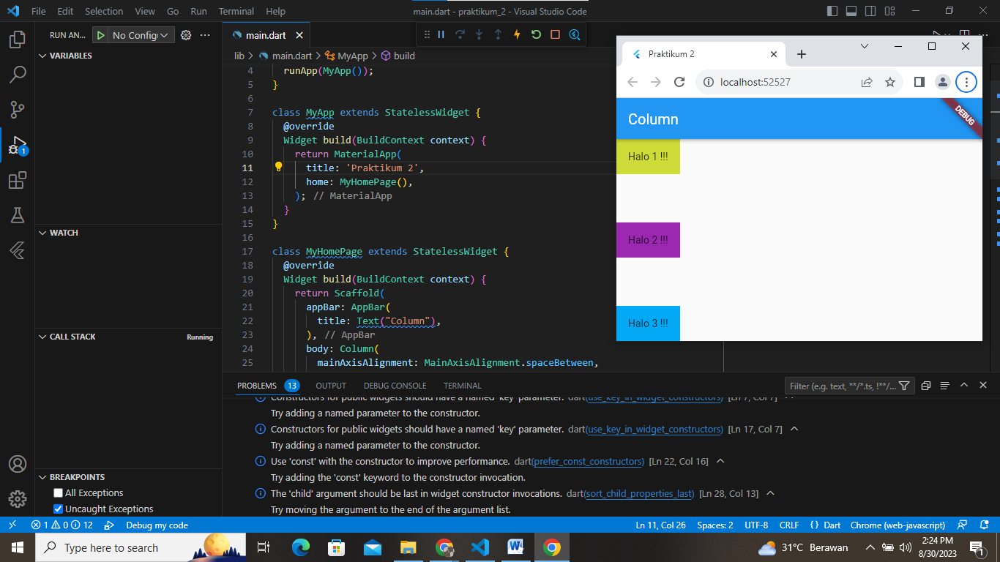 File Edit Selection View Go Run Terminal Help
main.dart - praktikum_2 - Visual Studio Code
RUN AN... No Config
VARIABLES
WATCH
CALL STACK Running
BREAKPOINTS
All Exceptions
Uncaught Exceptions
1
main.dart
lib > main.dart > MyApp > build
4 runApp(MyApp());
5 }
6
7 class MyApp extends StatelessWidget {
8 @override
9 Widget build(BuildContext context) {
10 return MaterialApp(
11 title: 'Praktikum 2',
12 home: MyHomePage(),
13 ); // MaterialApp
14 }
15 }
16
17 class MyHomePage extends StatelessWidget {
18 @override
19 Widget build(BuildContext context) {
20 return Scaffold(
21 appBar: AppBar(
22 title: Text("Column"),
23 ), // AppBar
24 body: Column(
25 mainAxisAlignment: MainAxisAlignment.spaceBetween,
Praktikum 2
localhost:52527
Column
DEBUG
Halo 1 !!!
Halo 2 !!!
Halo 3 !!!
PROBLEMS 13 OUTPUT DEBUG CONSOLE TERMINAL
Filter (e.g. text, **/*.ts, !**/...
Constructors for public widgets should have a named 'key' parameter. dart(use_key_in_widget_constructors) [Ln 7, Col 7]
Try adding a named parameter to the constructor.
Constructors for public widgets should have a named 'key' parameter. dart(use_key_in_widget_constructors) [Ln 17, Col 7]
Try adding a named parameter to the constructor.
Use 'const' with the constructor to improve performance. dart(prefer_const_constructors) [Ln 22, Col 16]
Try adding the 'const' keyword to the constructor invocation.
The 'child' argument should be last in widget constructor invocations. dart(sort_child_properties_last) [Ln 28, Col 13]
Try moving the argument to the end of the argument list.
1 0 12 Debug my code
Ln 11, Col 26 Spaces: 2 UTF-8 CRLF {} Dart Chrome (web-javascript)
Type here to search
31°C Berawan
2:24 PM
8/30/2023
1